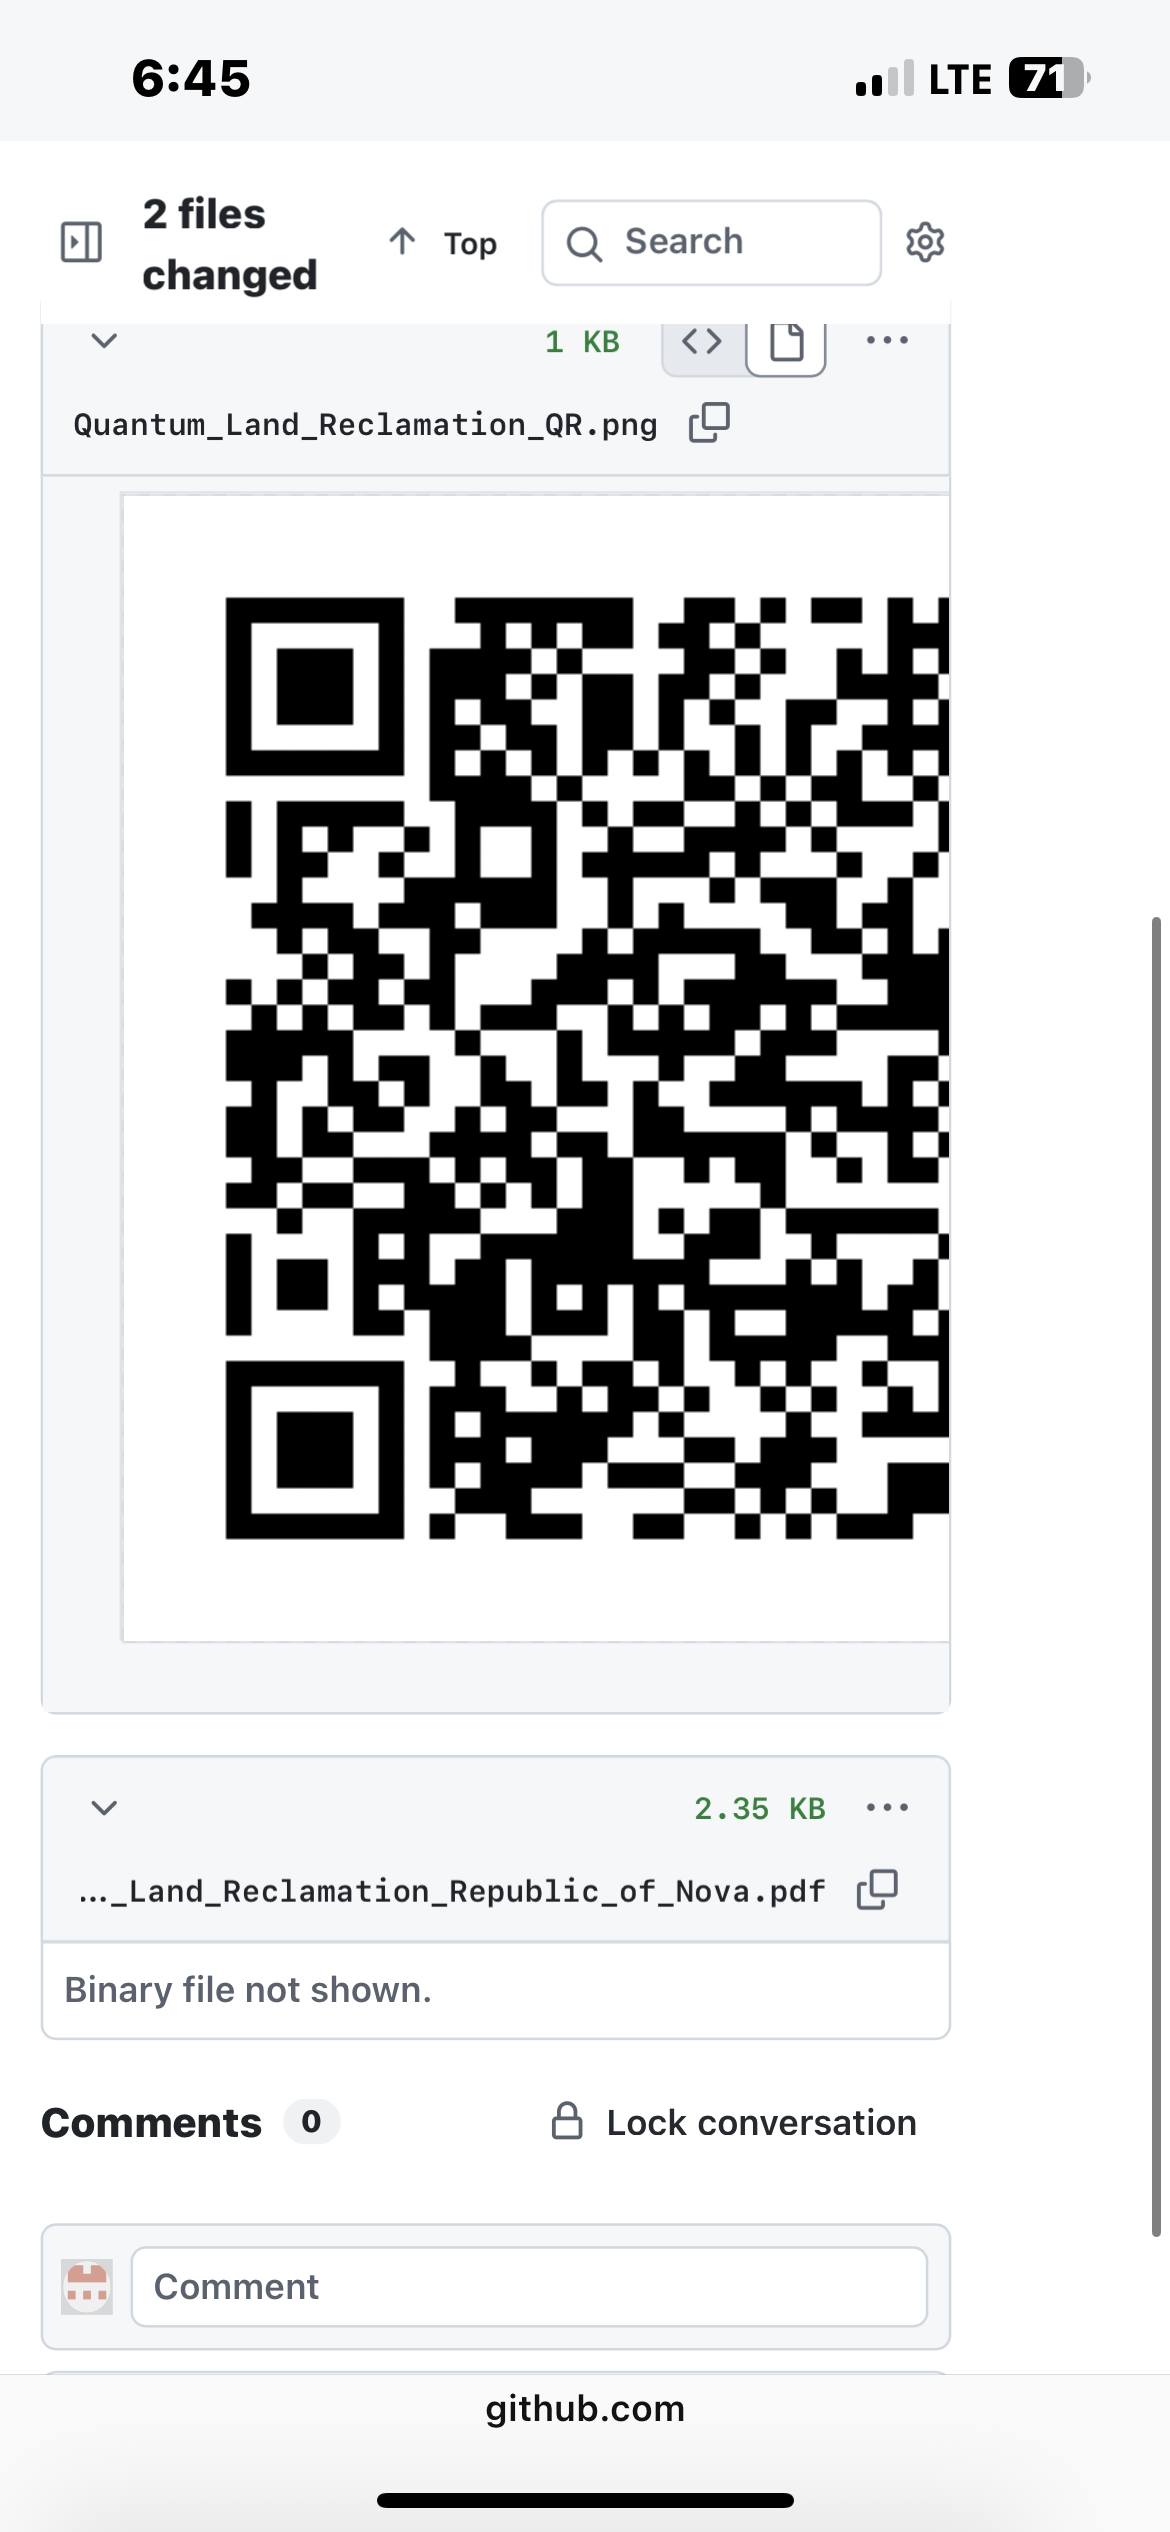 6:45
LTE 71
2 files
changed
Top
Search
1 KB
Quantum_Land_Reclamation_QR.png
2.35 KB
..._Land_Reclamation_Republic_of_Nova.pdf
Binary file not shown.
Comments 0
Lock conversation
Comment
github.com